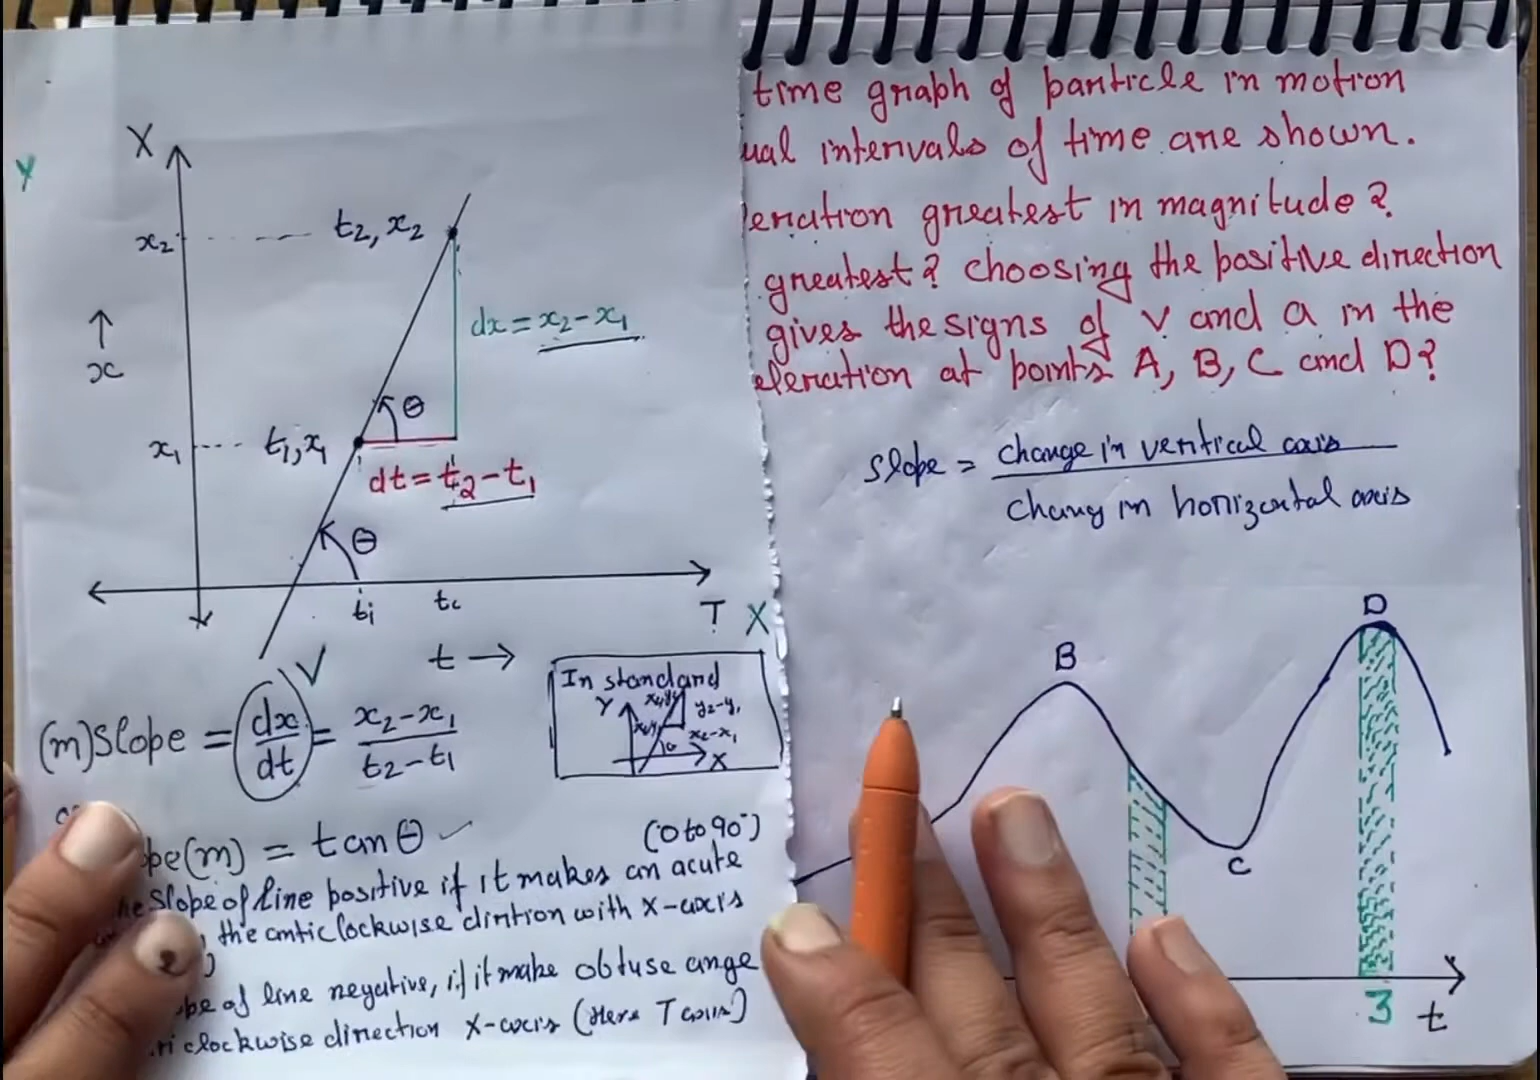 Y
X
x2
t2, x2
dx = x2 - x1
↑
x
θ
x1
t1, x1
dt = t2 - t1
θ
t1
T
X
V
t →
(m) slope = dx/dt = (x2 - x1)/(t2 - t1)
In standard
Y
y2-y1
x2-x1
θ
X
(m) = tan θ ✓
(0 to 90°)
slope of line positive if it makes an acute
the anticlockwise dirction with X-axis
of line negative, if it make obtuse ange
clockwise direction X-axis (Here T axis)
time graph of particle in motion
ual intervals of time are shown.
eration greatest in magnitude?
greatest? choosing the positive direction
gives the signs of v and a in the
eleration at points A, B, C and D?
slope = change in vertical axis
chang in horizontal axis
B
D
C
3
t